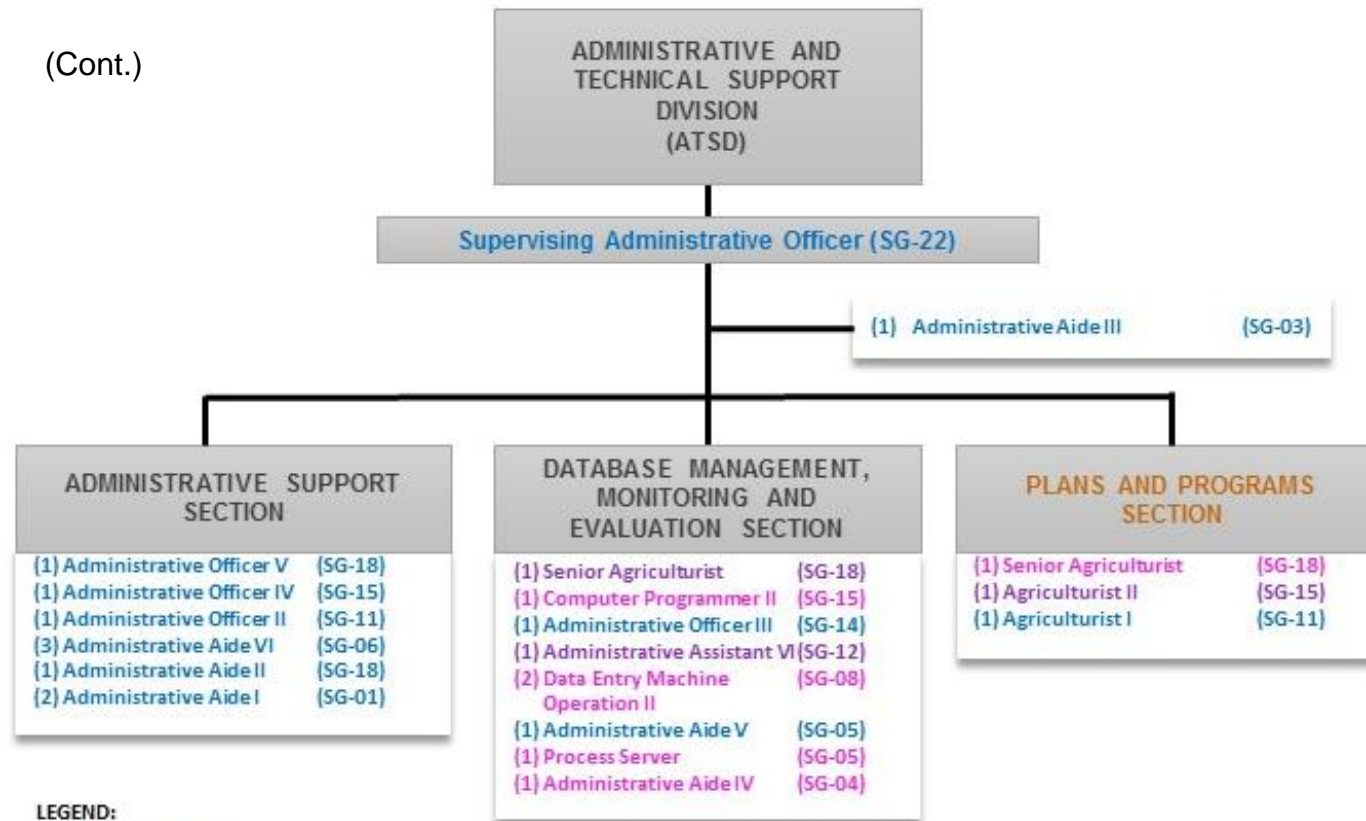 (Cont.)
ADMINISTRATIVE AND
TECHNICAL SUPPORT
DIVISION
(ATSD)
Supervising Administrative Officer (SG-22)
(1) Administrative Aide III (SG-03)
ADMINISTRATIVE SUPPORT
SECTION
(1) Administrative Officer V (SG-18)
(1) Administrative Officer IV (SG-15)
(1) Administrative Officer II (SG-11)
(3) Administrative Aide VI (SG-06)
(1) Administrative Aide II (SG-18)
(2) Administrative Aide I (SG-01)
DATABASE MANAGEMENT,
MONITORING AND
EVALUATION SECTION
(1) Senior Agriculturist (SG-18)
(1) Computer Programmer II (SG-15)
(1) Administrative Officer III (SG-14)
(1) Administrative Assistant VI (SG-12)
(2) Data Entry Machine (SG-08)
Operation II
(1) Administrative Aide V (SG-05)
(1) Process Server (SG-05)
(1) Administrative Aide IV (SG-04)
PLANS AND PROGRAMS
SECTION
(1) Senior Agriculturist (SG-18)
(1) Agriculturist II (SG-15)
(1) Agriculturist I (SG-11)
LEGEND: